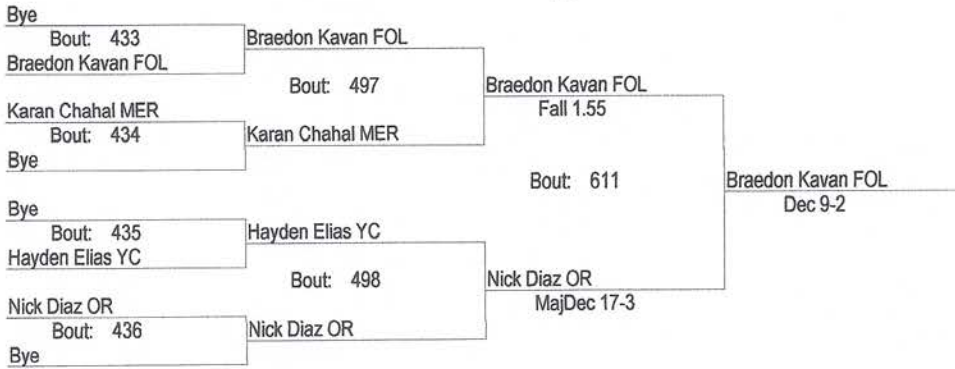 Bye
Bout: 433
Braedon Kavan FOL
Braedon Kavan FOL
Bout: 497
Braedon Kavan FOL
Fall 1.55
Karan Chahal MER
Bout: 434
Karan Chahal MER
Bye
Bout: 611
Braedon Kavan FOL
Dec 9-2
Bye
Bout: 435
Hayden Elias YC
Hayden Elias YC
Bout: 498
Nick Diaz OR
MajDec 17-3
Nick Diaz OR
Bout: 436
Nick Diaz OR
Bye